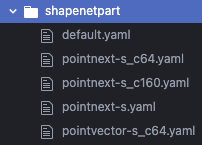 shapenetpart
default.yaml
pointnext-s_c64.yaml
pointnext-s_c160.yaml
pointnext-s.yaml
pointvector-s_c64.yaml